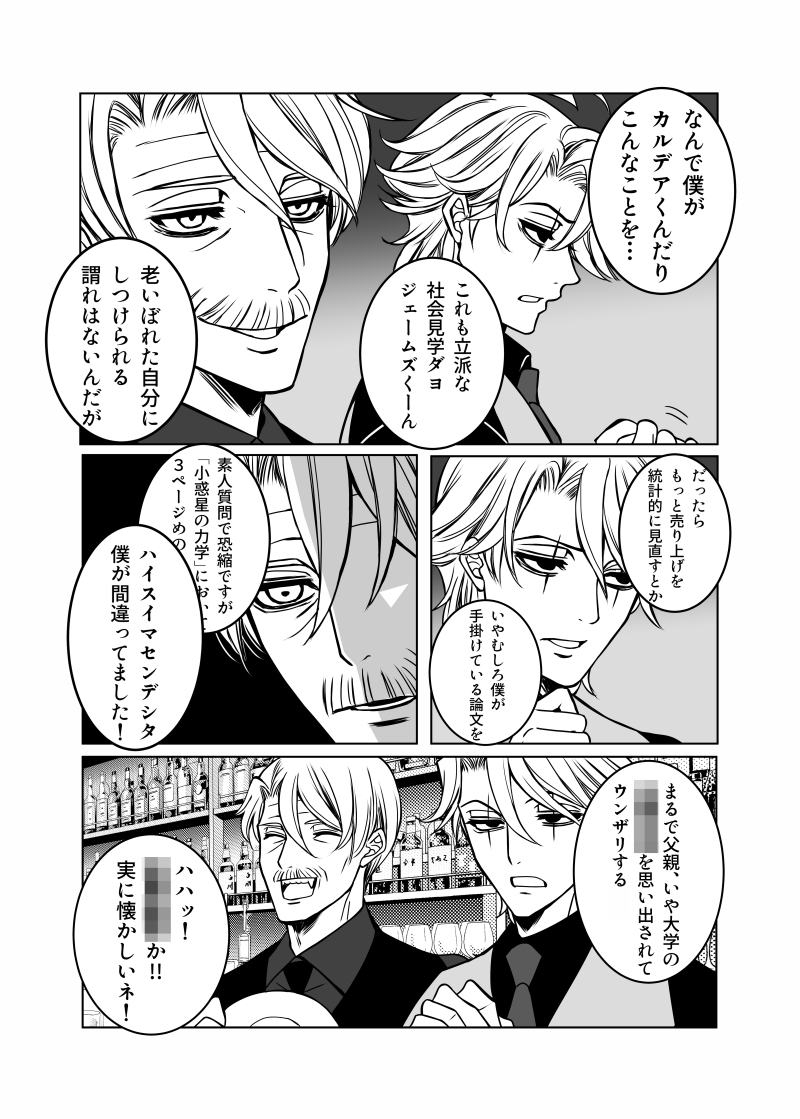 なんで僕が
カルデアくんだり
こんなことを…
これも立派な
社会見学ダヨ
ジェームズくーん
老いぼれた自分に
しつけられる
謂れはないんだが
だったら
もっと売り上げを
統計的に見直すとか
いやむしろ僕が
手掛けている論文を
素人質問で恐縮ですが
「小惑星の力学」におい
3ページめの
ハイスイマセンデシタ
僕が間違ってました！
まるで父親、いや大学の
を思い出されて
ウンザリする
ハハッ！
か!!
実に懐かしいネ！